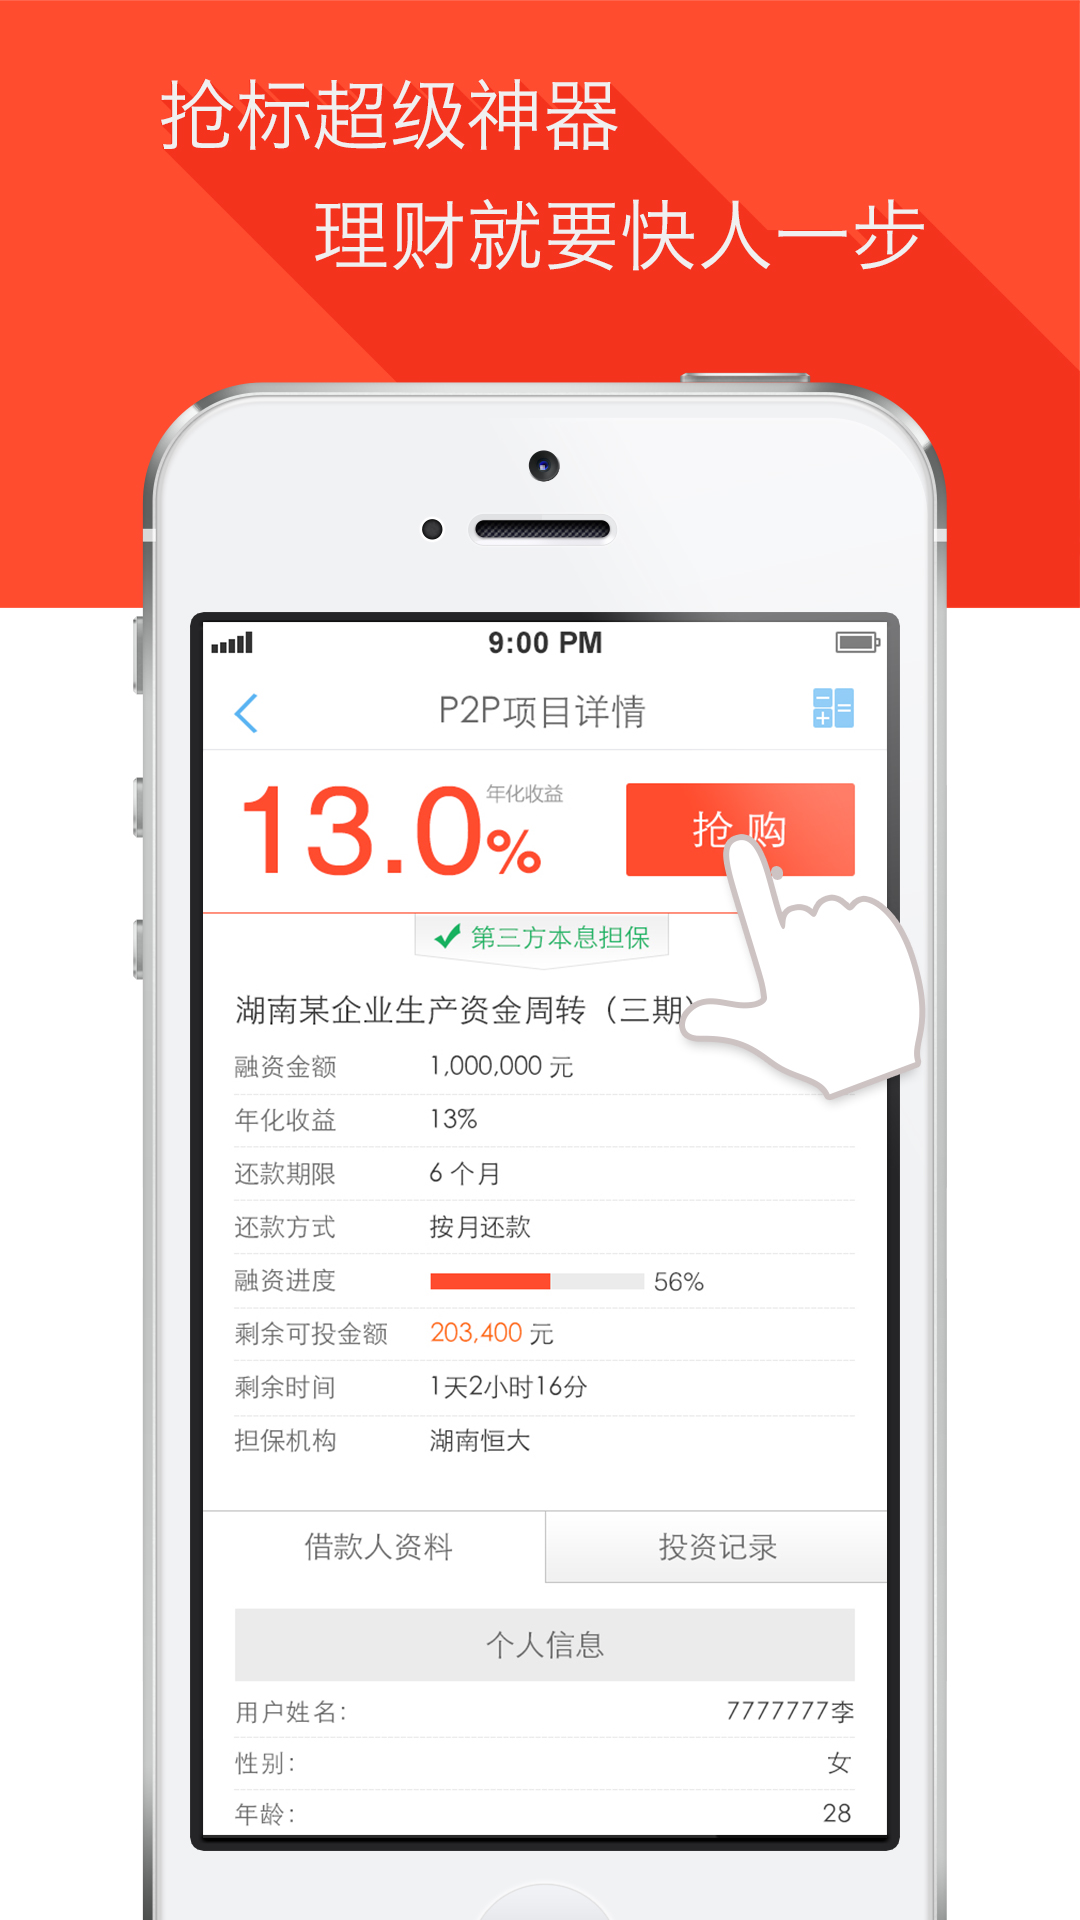 抢标超级神器
理财就要快人一步
9:00 PM
P2P项目详情
13.0%
年化收益
抢 购
第三方本息担保
湖南某企业生产资金周转（三期）
融资金额 1,000,000 元
年化收益 13%
还款期限 6 个月
还款方式 按月还款
融资进度 56%
剩余可投金额 203,400 元
剩余时间 1天2小时16分
担保机构 湖南恒大
借款人资料 投资记录
个人信息
用户姓名: 7777777李
性别: 女
年龄: 28